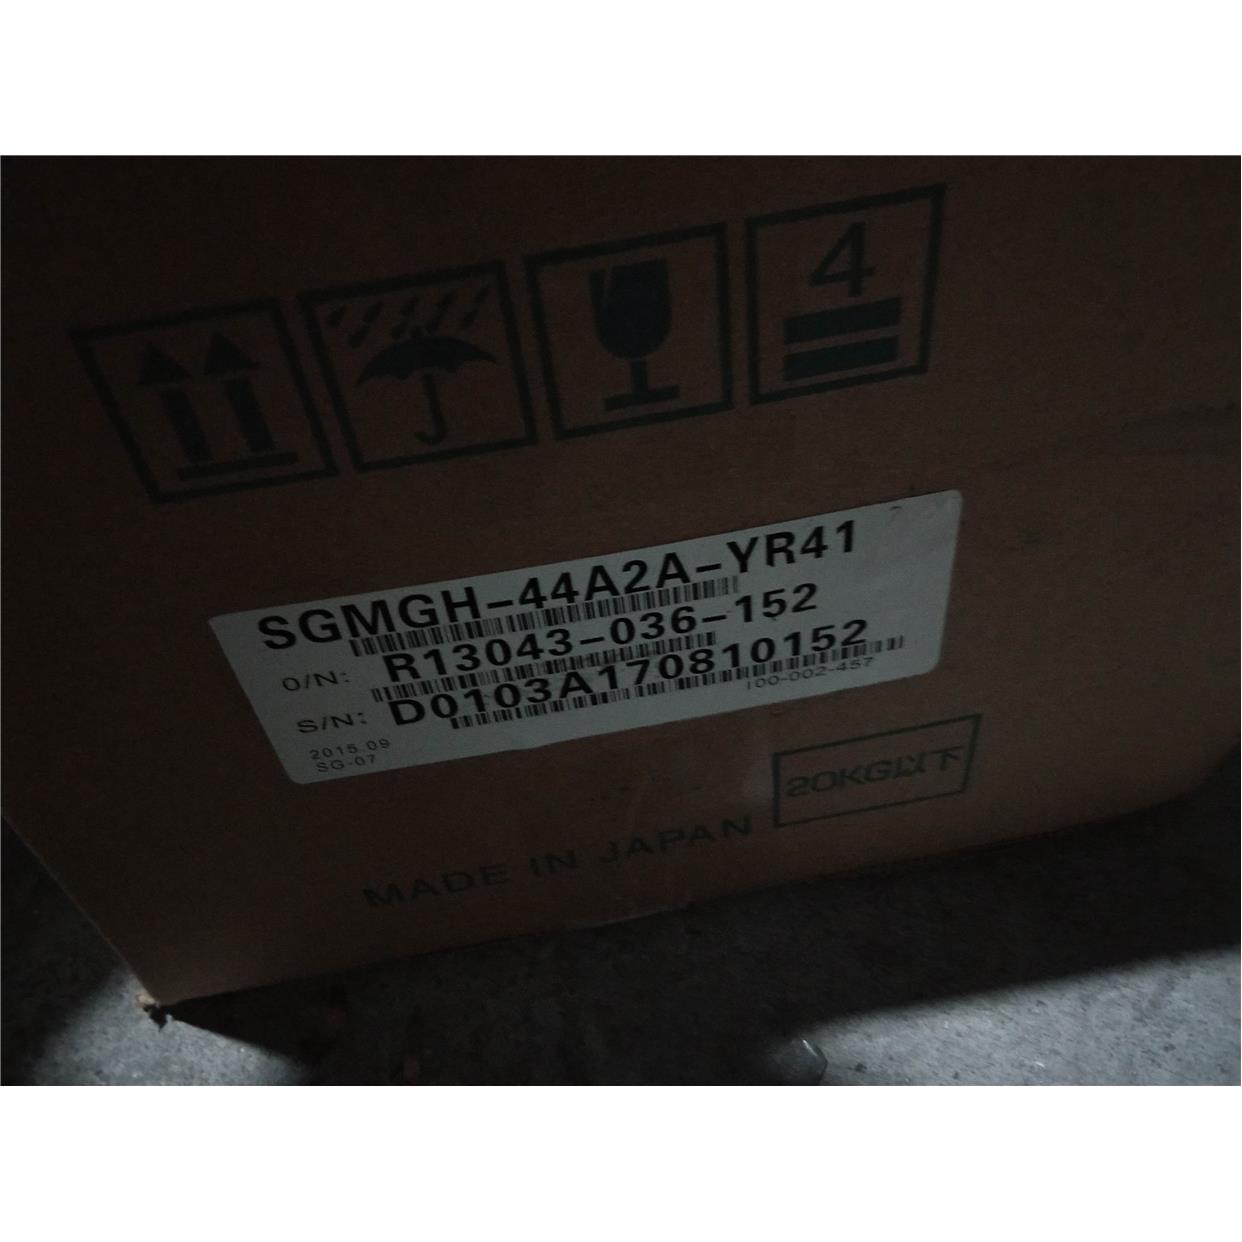 4
SGMGH-44A2A-YR41
O/N: R13043-036-152
S/N: D0103A170810152
100-002-457
2015.09
SG-07
20KG以下
MADE IN JAPAN